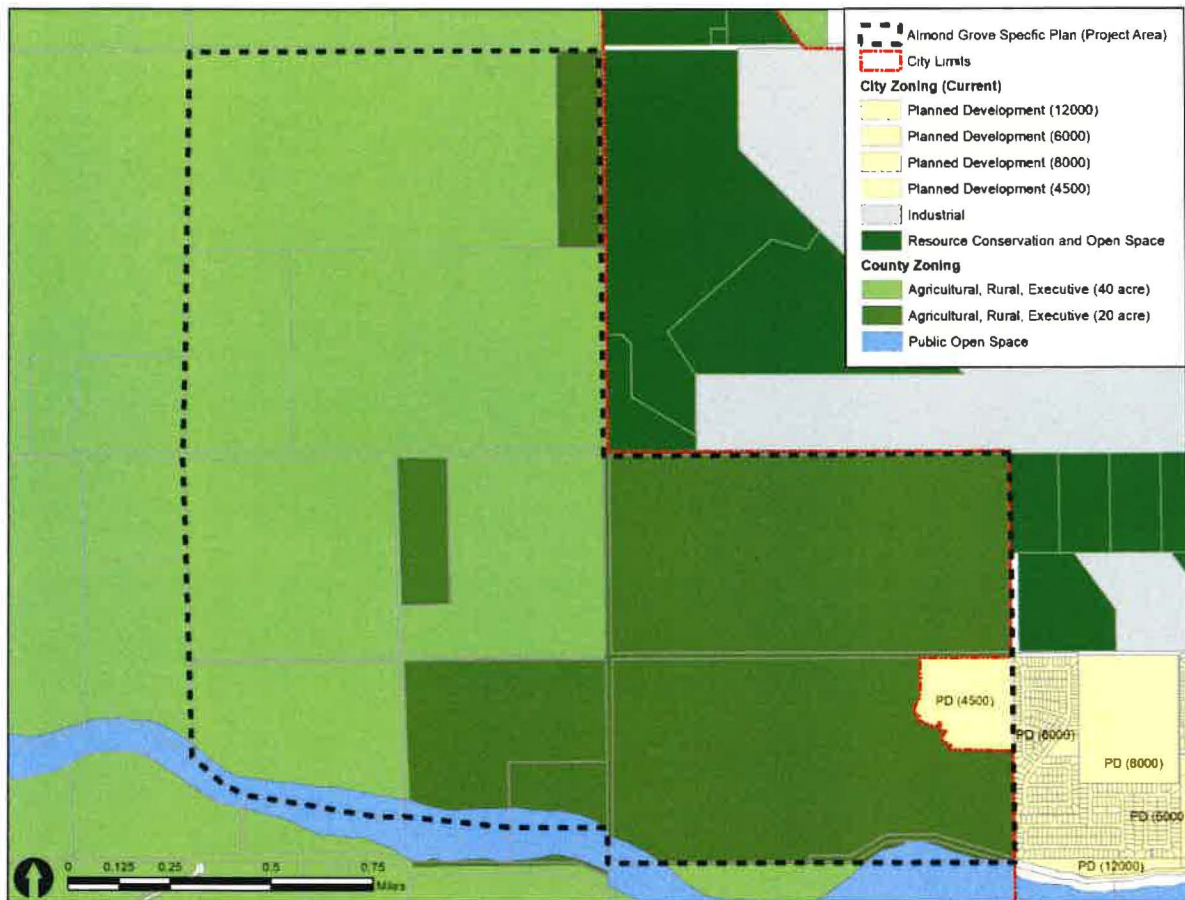 Almond Grove Specfic Plan (Project Area)
City Limits
City Zoning (Current)
Planned Development (12000)
Planned Development (6000)
Planned Development (8000)
Planned Development (4500)
Industrial
Resource Conservation and Open Space
County Zoning
Agricultural, Rural, Executive (40 acre)
Agricultural, Rural, Executive (20 acre)
Public Open Space
PD (4500)
PD (6000)
PD (8000)
PD (6000
PD (12000)
0 0.125 0.25 0.5 0.75
Miles